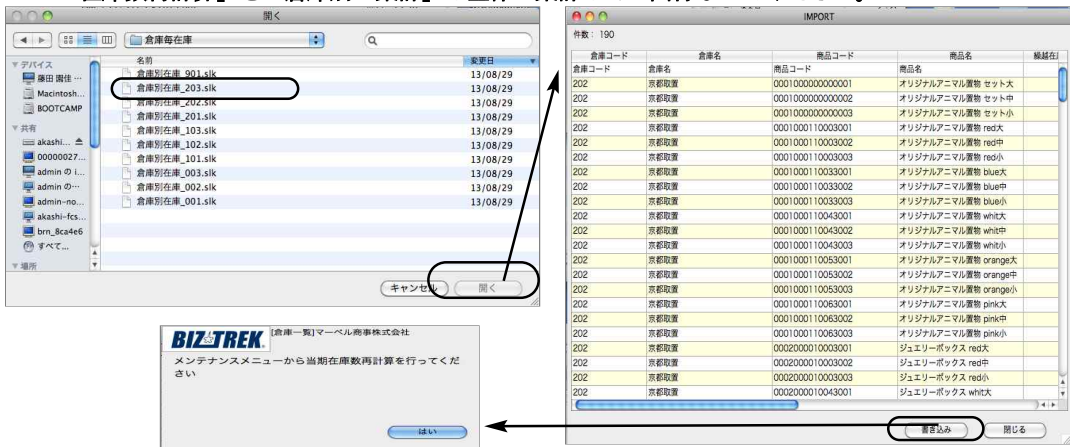 開く
倉庫毎在庫
デバイス
藤田 園佳 …
Macintosh…
BOOTCAMP
共有
akashi…
00000027…
admin の i…
admin の…
admin-no…
akashi-fcs…
brn_8ca4e6
すべて…
場所
名前 変更日
倉庫別在庫_901.slk 13/08/29
倉庫別在庫_203.slk 13/08/29
倉庫別在庫_202.slk 13/08/29
倉庫別在庫_201.slk 13/08/29
倉庫別在庫_103.slk 13/08/29
倉庫別在庫_102.slk 13/08/29
倉庫別在庫_101.slk 13/08/29
倉庫別在庫_003.slk 13/08/29
倉庫別在庫_002.slk 13/08/29
倉庫別在庫_001.slk 13/08/29
キャンセル 開く
IMPORT
件数: 190
倉庫コード 倉庫名 商品コード 商品名 繰越在
倉庫コード 倉庫名 商品コード 商品名
202 京都取置 0001000000000001 オリジナルアニマル置物 セット大
202 京都取置 0001000000000002 オリジナルアニマル置物 セット中
202 京都取置 0001000000000003 オリジナルアニマル置物 セット小
202 京都取置 0001000110003001 オリジナルアニマル置物 red大
202 京都取置 0001000110003002 オリジナルアニマル置物 red中
202 京都取置 0001000110003003 オリジナルアニマル置物 red小
202 京都取置 0001000110033001 オリジナルアニマル置物 blue大
202 京都取置 0001000110033002 オリジナルアニマル置物 blue中
202 京都取置 0001000110033003 オリジナルアニマル置物 blue小
202 京都取置 0001000110043001 オリジナルアニマル置物 whit大
202 京都取置 0001000110043002 オリジナルアニマル置物 whit中
202 京都取置 0001000110043003 オリジナルアニマル置物 whit小
202 京都取置 0001000110053001 オリジナルアニマル置物 orange大
202 京都取置 0001000110053002 オリジナルアニマル置物 orange中
202 京都取置 0001000110053003 オリジナルアニマル置物 orange小
202 京都取置 0001000110063001 オリジナルアニマル置物 pink大
202 京都取置 0001000110063002 オリジナルアニマル置物 pink中
202 京都取置 0001000110063003 オリジナルアニマル置物 pink小
202 京都取置 0002000010003001 ジュエリーボックス red大
202 京都取置 0002000010003002 ジュエリーボックス red中
202 京都取置 0002000010003003 ジュエリーボックス red小
202 京都取置 0002000010043001 ジュエリーボックス whit大
書き込み 閉じる
BIZ TREK [倉庫一覧]マーベル商事株式会社
メンテナンスメニューから当期在庫数再計算を行ってくだ
さい
はい